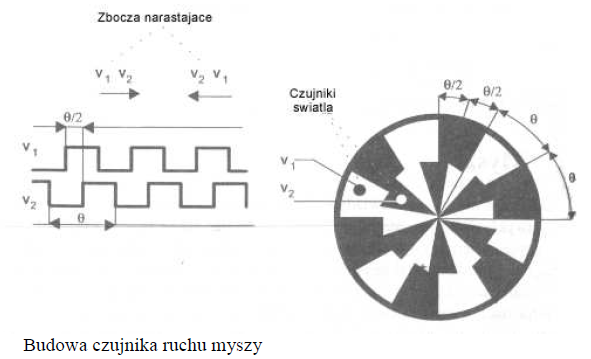 Zbocza narastajace
v1 v2
v2 v1
θ/2
v1
v2
θ
Czujniki
swiatla
v1
v2
θ/2
θ/2
θ
θ
Budowa czujnika ruchu myszy